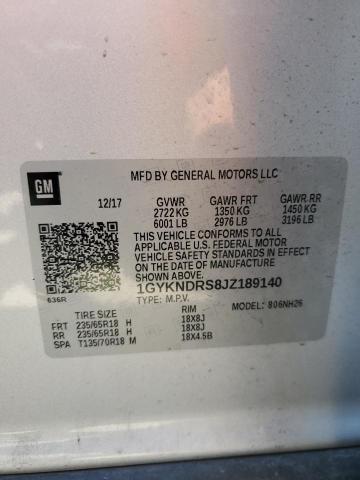 GM
MFD BY GENERAL MOTORS LLC
12/17 GVWR GAWR FRT GAWR RR
2722 KG 1350 KG 1450 KG
6001 LB 2976 LB 3196 LB
THIS VEHICLE CONFORMS TO ALL
APPLICABLE U.S. FEDERAL MOTOR
VEHICLE SAFETY STANDARDS IN EFFECT ON
THE DATE OF MANUFACTURE SHOWN ABOVE.
1GYKNDRS8JZ189140
636R TYPE: M.P.V. MODEL: 806NH26
TIRE SIZE RIM
FRT 235/65R18 H 18X8J
RR 235/65R18 H 18X8J
SPA T135/70R18 M 18X4.5B